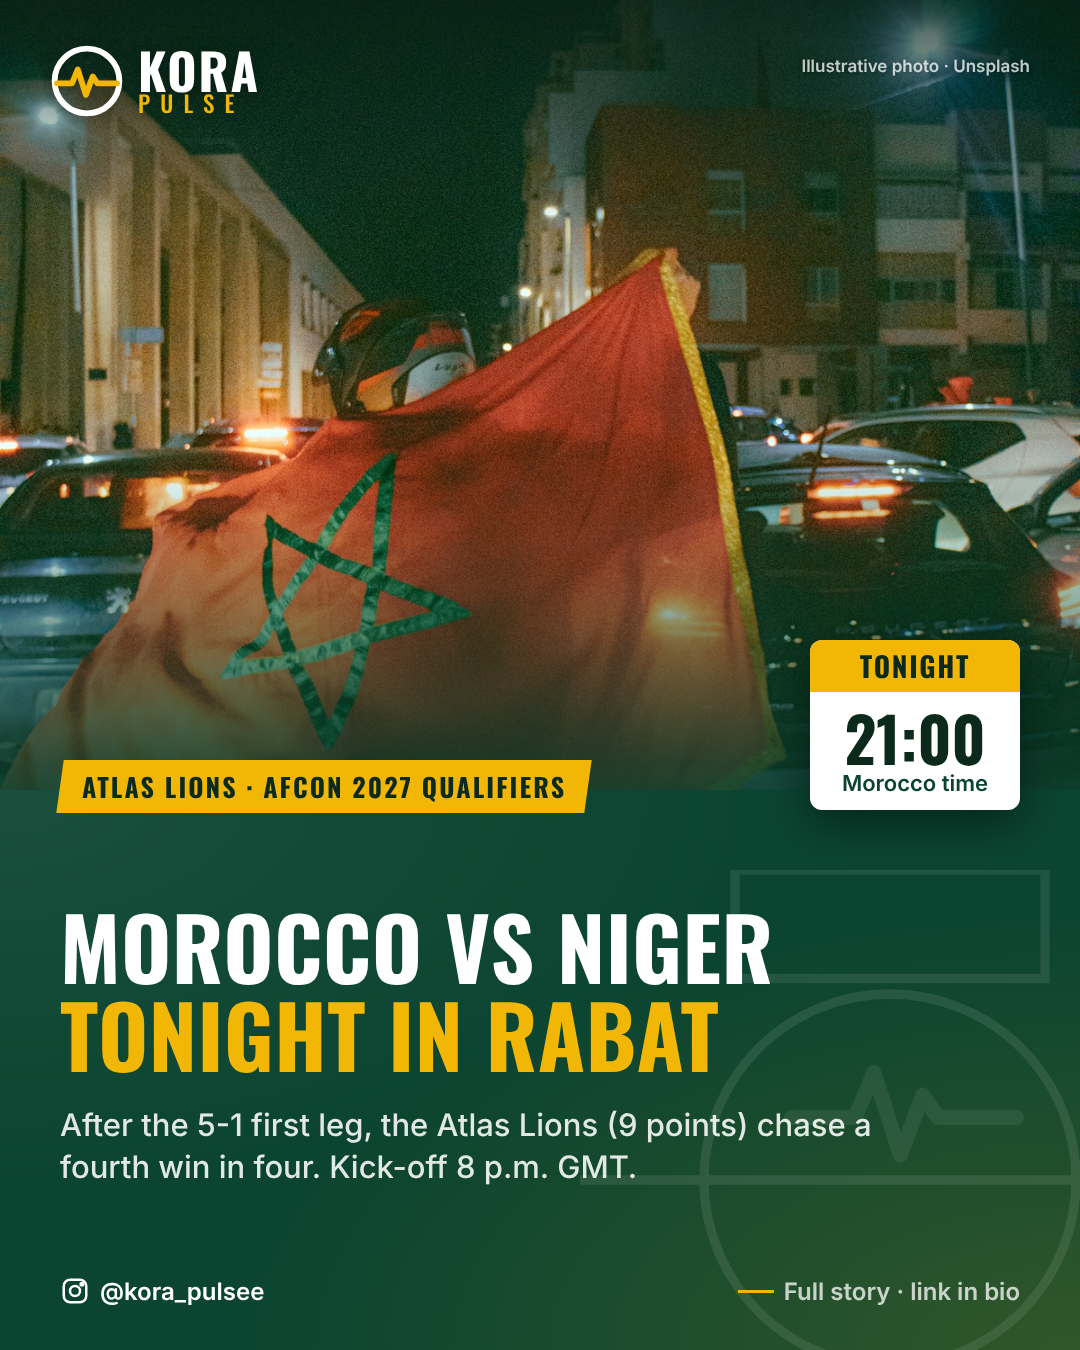 KORA
PULSE
Illustrative photo · Unsplash
PEUGEOT
TONIGHT
21:00
Morocco time
ATLAS LIONS · AFCON 2027 QUALIFIERS
MOROCCO VS NIGER
TONIGHT IN RABAT
After the 5-1 first leg, the Atlas Lions (9 points) chase a
fourth win in four. Kick-off 8 p.m. GMT.
@kora_pulsee
Full story · link in bio